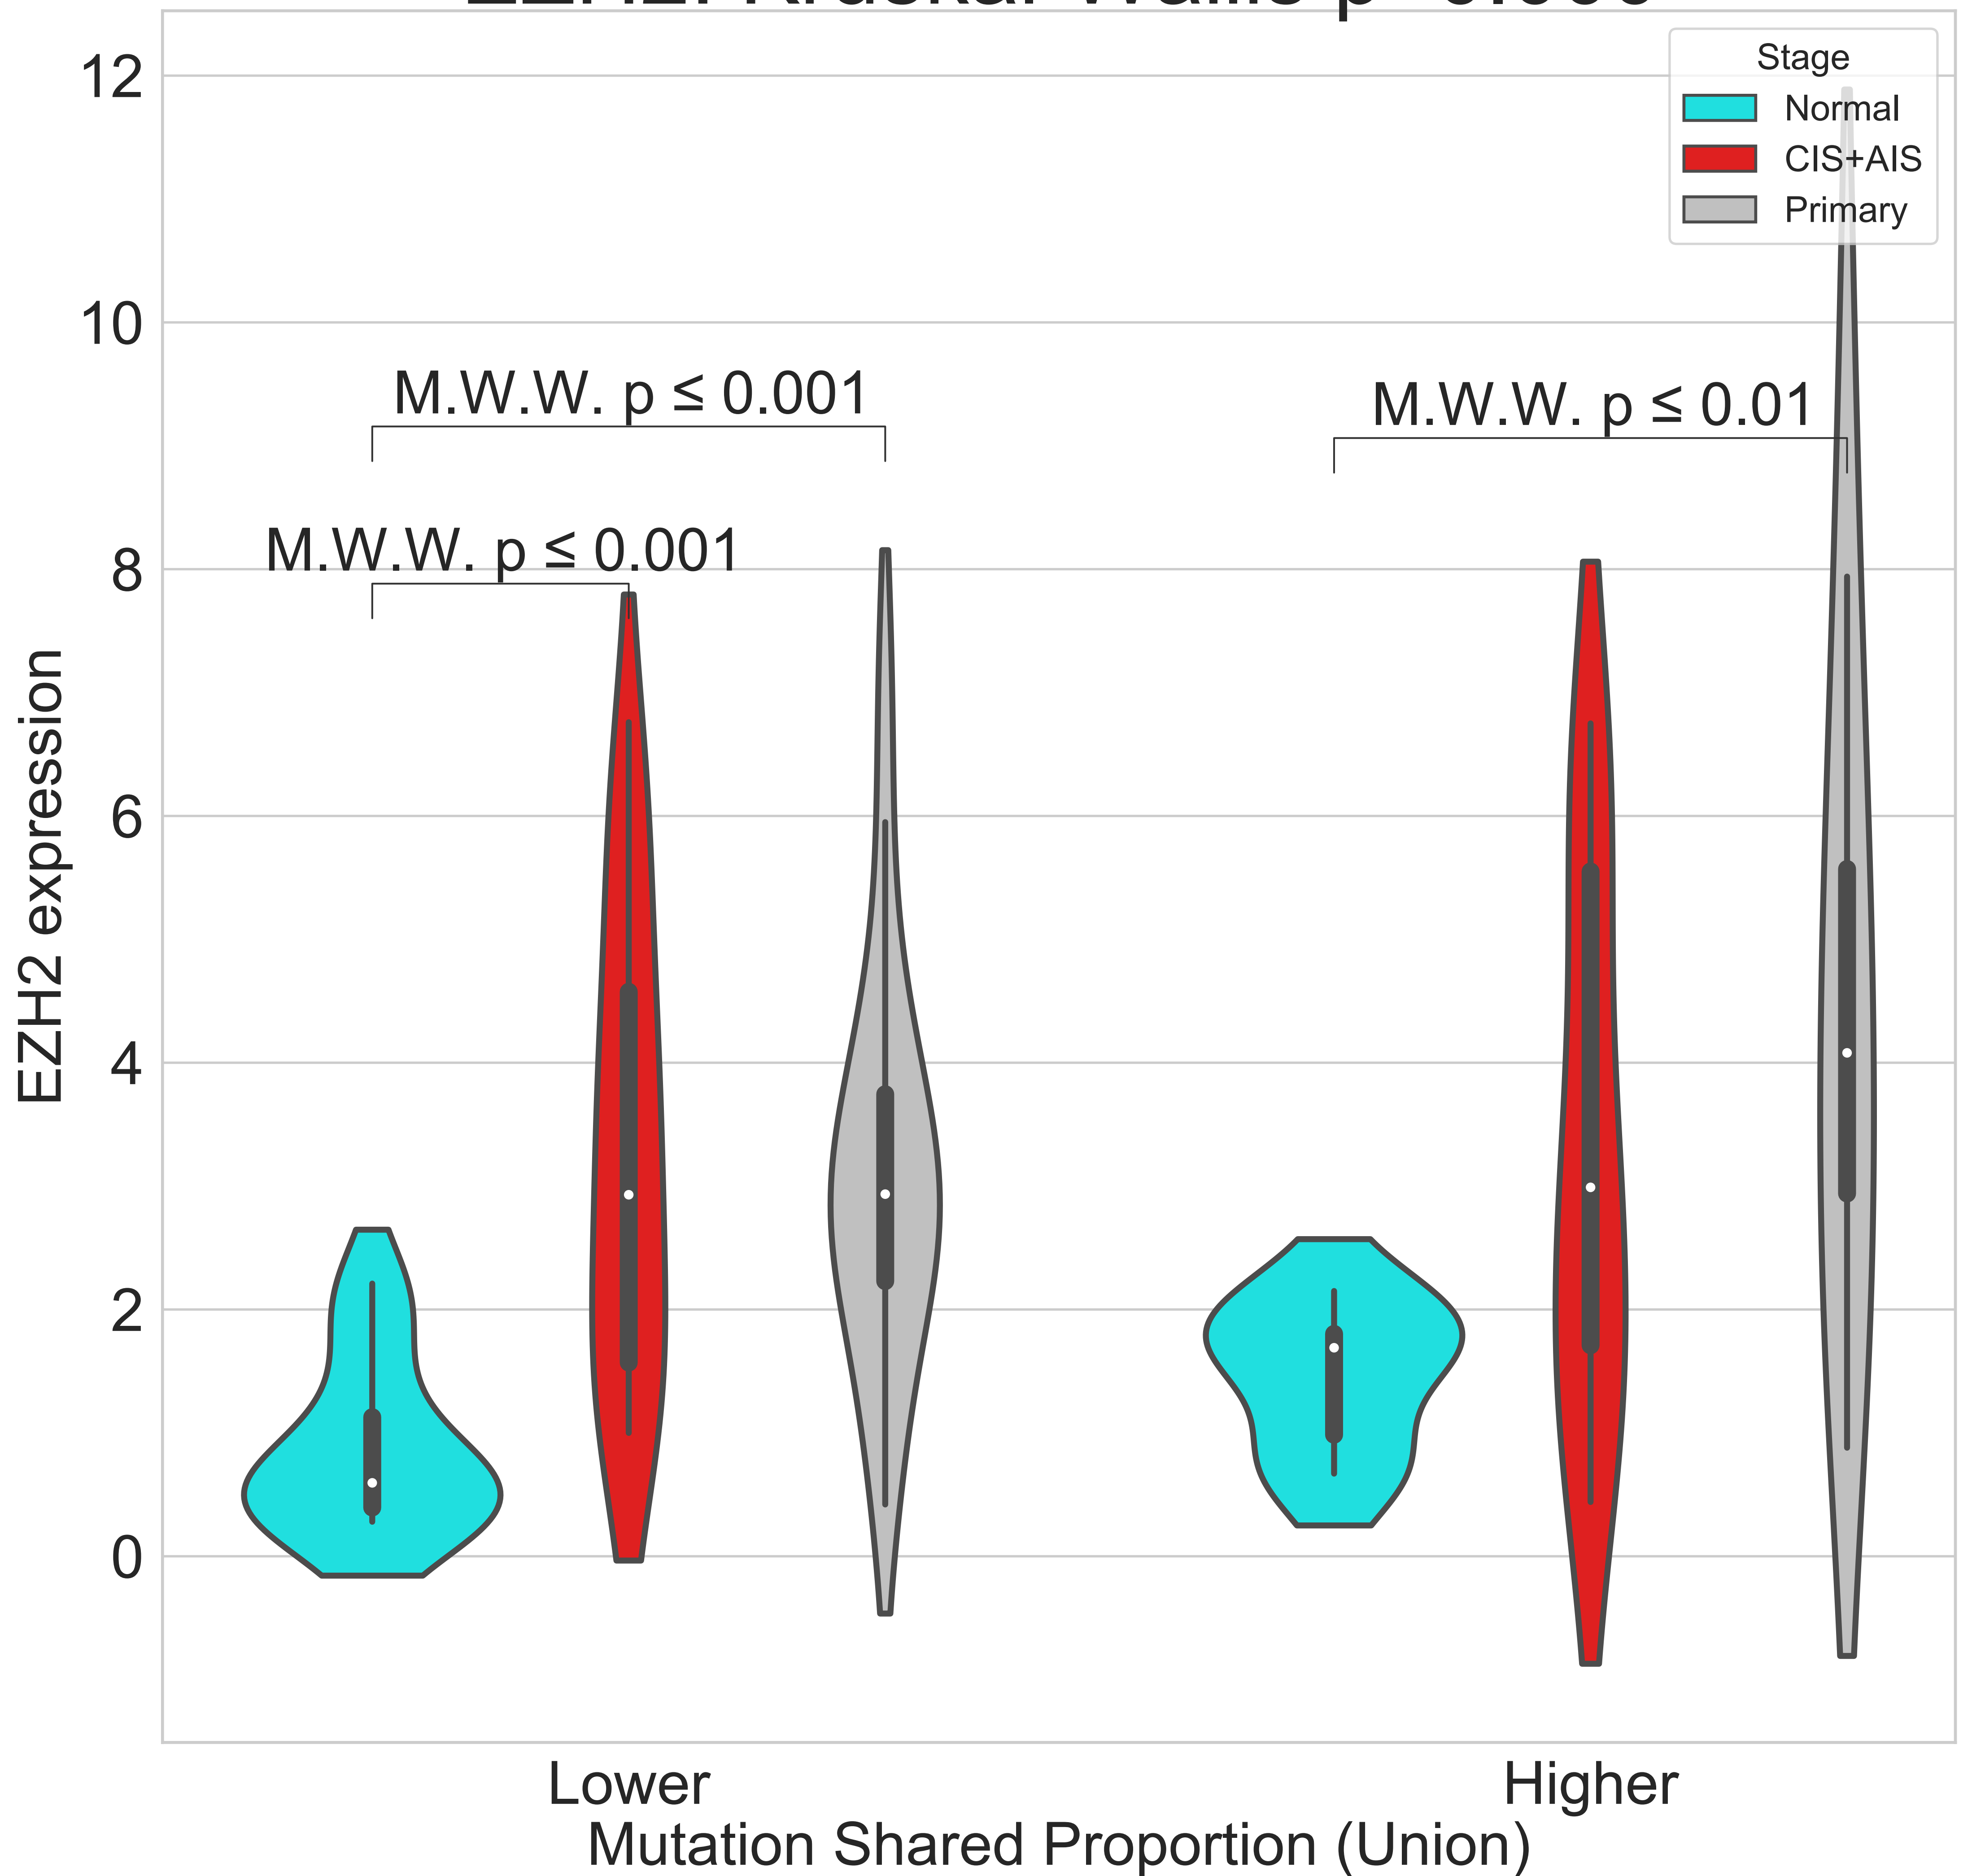 12
10
8
6
4
2
0
EZH2 expression
Stage
Normal
CIS+AIS
Primary
M.W.W. p ≤ 0.001
M.W.W. p ≤ 0.01
M.W.W. p ≤ 0.001
Lower
Higher
Mutation Shared Proportion (Union)